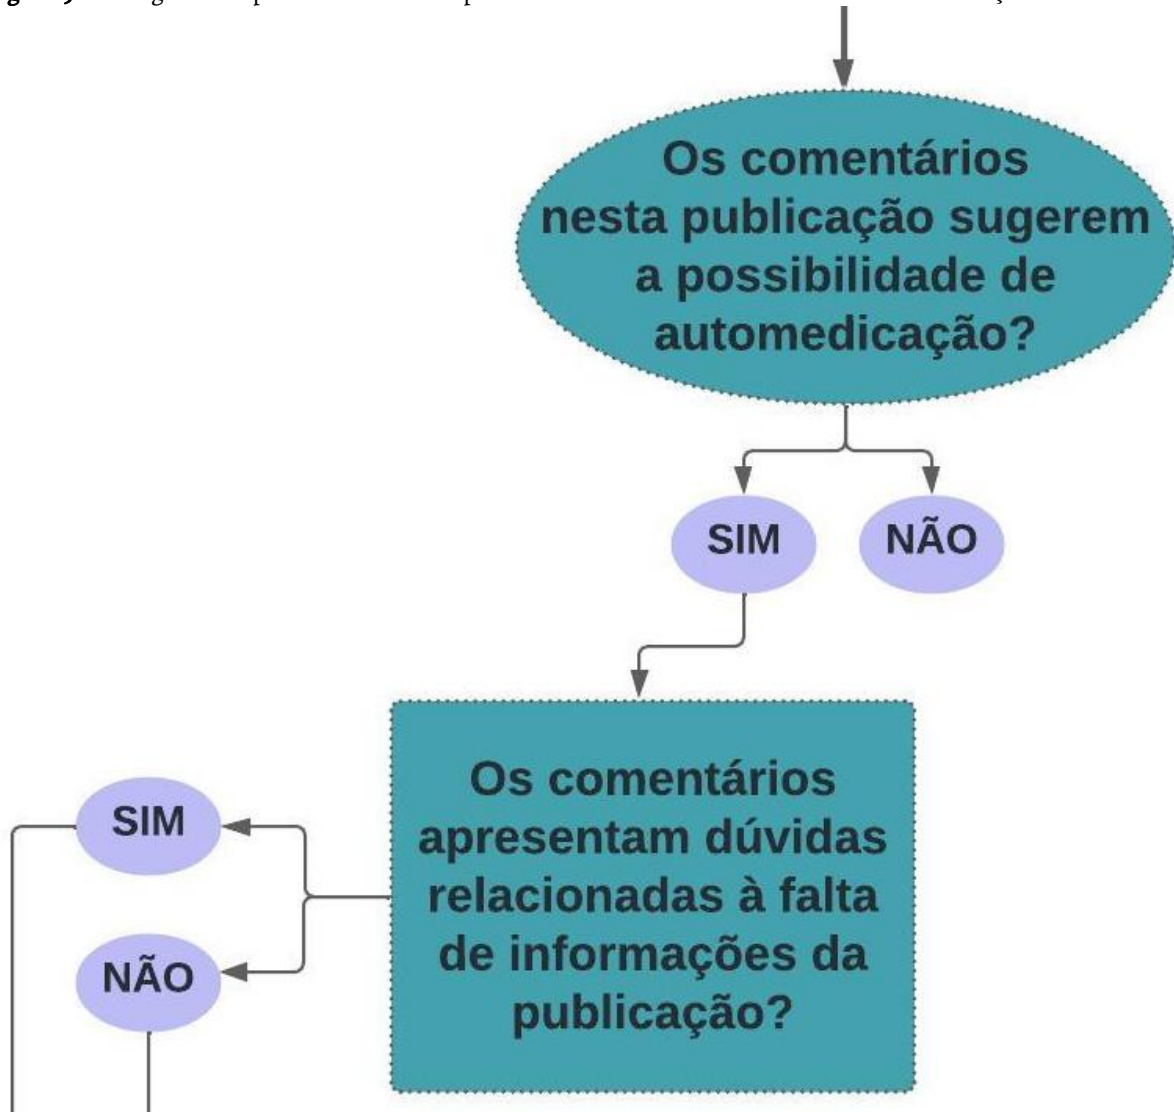 Os comentários
nesta publicação sugerem
a possibilidade de
automedicação?
SIM
NÃO
Os comentários
apresentam dúvidas
relacionadas à falta
de informações da
publicação?
SIM
NÃO